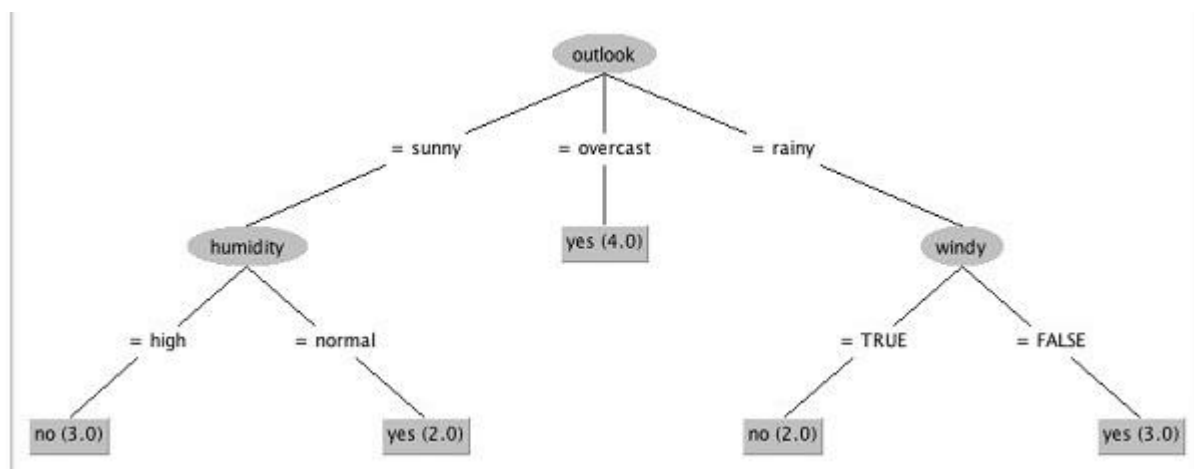 outlook
= sunny
= overcast
= rainy
humidity
yes (4.0)
windy
= high
= normal
= TRUE
= FALSE
no (3.0)
yes (2.0)
no (2.0)
yes (3.0)